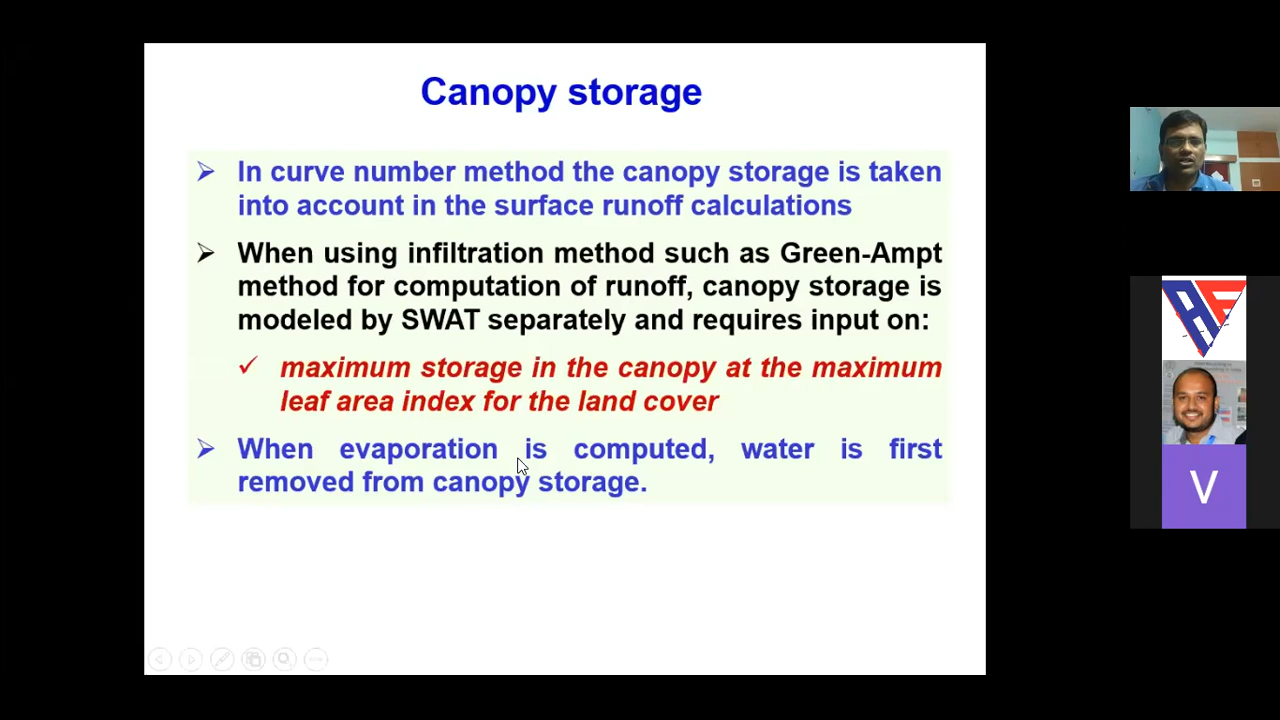 Canopy storage
In curve number method the canopy storage is taken
into account in the surface runoff calculations
When using infiltration method such as Green-Ampt
method for computation of runoff, canopy storage is
modeled by SWAT separately and requires input on:
maximum storage in the canopy at the maximum
leaf area index for the land cover
When evaporation is computed, water is first
removed from canopy storage.
AF
V